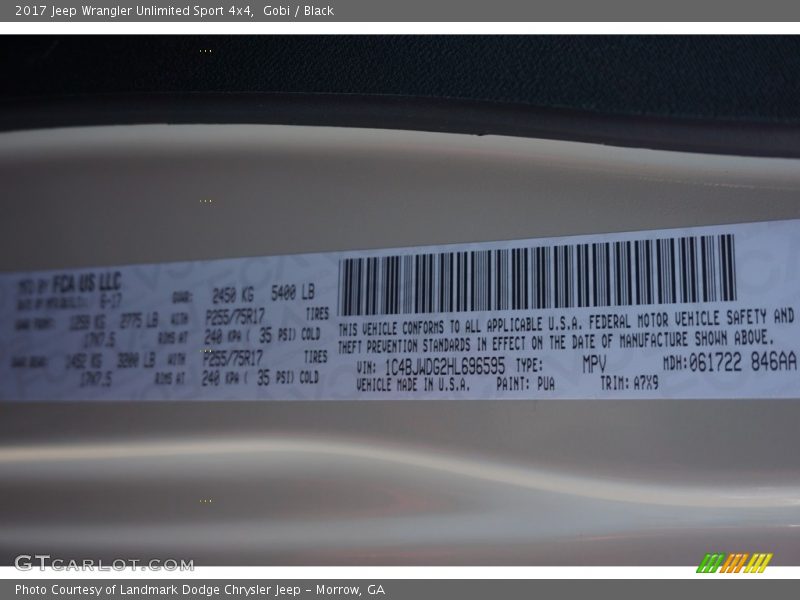 2017 Jeep Wrangler Unlimited Sport 4x4, Gobi / Black
MFD BY FCA US LLC
DATE OF MFR 6-17 GVWR: 2450 KG 5400 LB
GAWR FRONT: 1259 KG 2775 LB WITH P255/75R17 TIRES
17X7.5 RIMS AT 240 KPA ( 35 PSI) COLD
GAWR REAR: 1452 KG 3200 LB WITH P255/75R17 TIRES
17X7.5 RIMS AT 240 KPA ( 35 PSI) COLD
THIS VEHICLE CONFORMS TO ALL APPLICABLE U.S.A. FEDERAL MOTOR VEHICLE SAFETY AND
THEFT PREVENTION STANDARDS IN EFFECT ON THE DATE OF MANUFACTURE SHOWN ABOVE.
VIN: 1C4BJWDG2HL696595 TYPE: MPV MDH:061722 846AA
VEHICLE MADE IN U.S.A. PAINT: PUA TRIM: A7X9
GTCARLOT.COM
Photo Courtesy of Landmark Dodge Chrysler Jeep – Morrow, GA